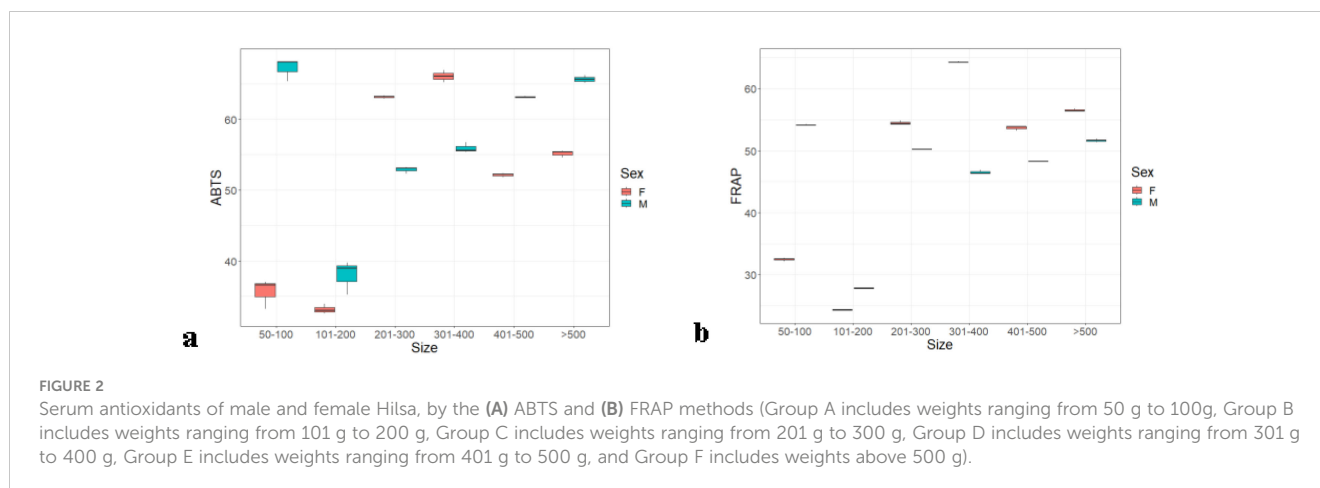 60
50
40
ABTS
50-100 101-200 201-300 301-400 401-500 >500
Size
Sex
F
M
a
60
50
40
30
FRAP
50-100 101-200 201-300 301-400 401-500 >500
Size
Sex
F
M
b
FIGURE 2
Serum antioxidants of male and female Hilsa, by the (A) ABTS and (B) FRAP methods (Group A includes weights ranging from 50 g to 100g, Group B
includes weights ranging from 101 g to 200 g, Group C includes weights ranging from 201 g to 300 g, Group D includes weights ranging from 301 g
to 400 g, Group E includes weights ranging from 401 g to 500 g, and Group F includes weights above 500 g).